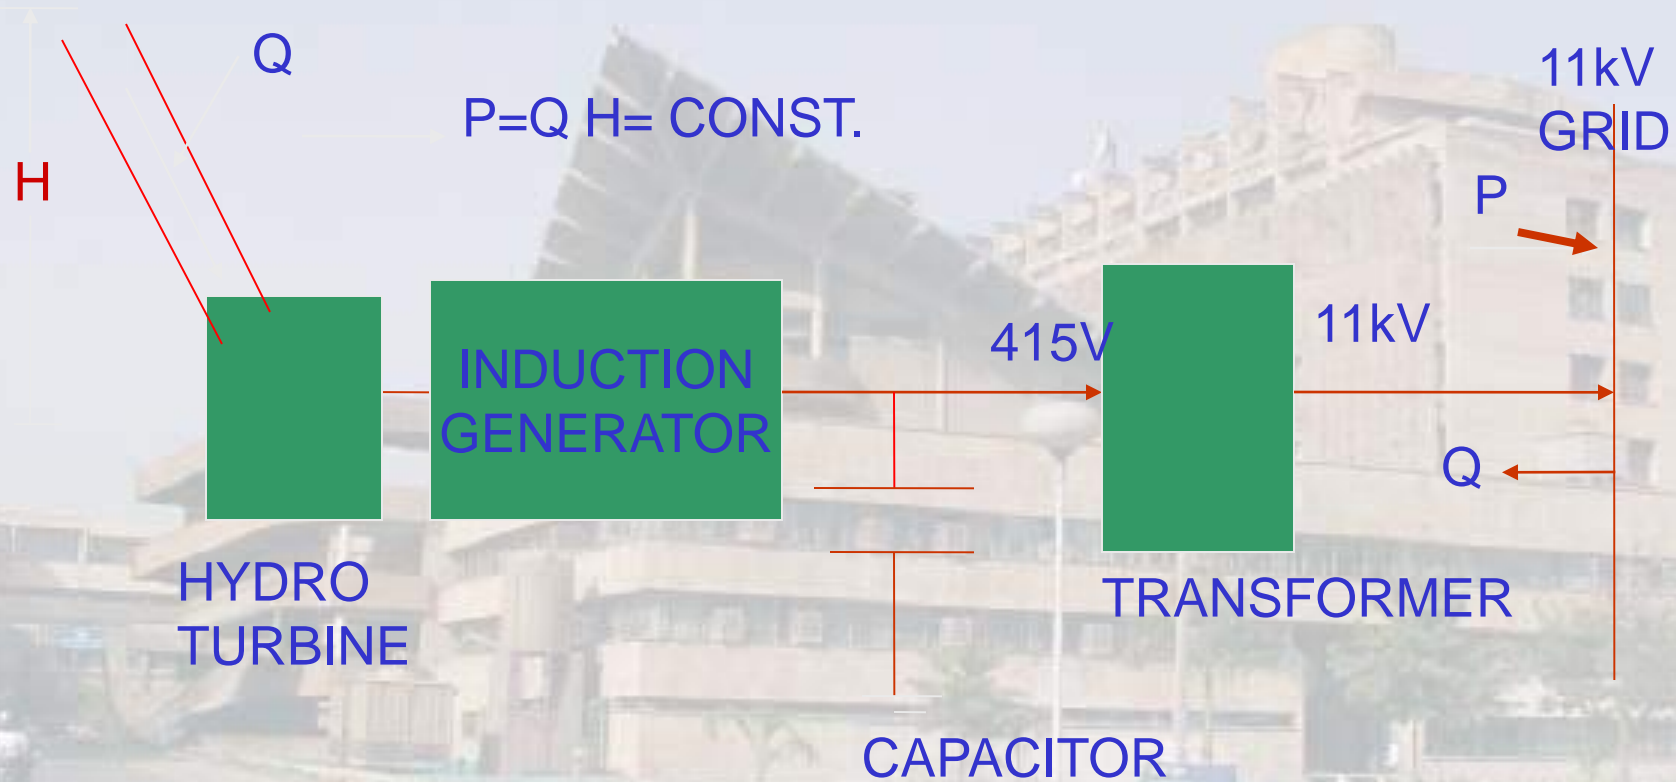 Q
P=Q H= CONST.
H
11kV
GRID
P
415V
11kV
INDUCTION
GENERATOR
Q
HYDRO
TURBINE
TRANSFORMER
CAPACITOR